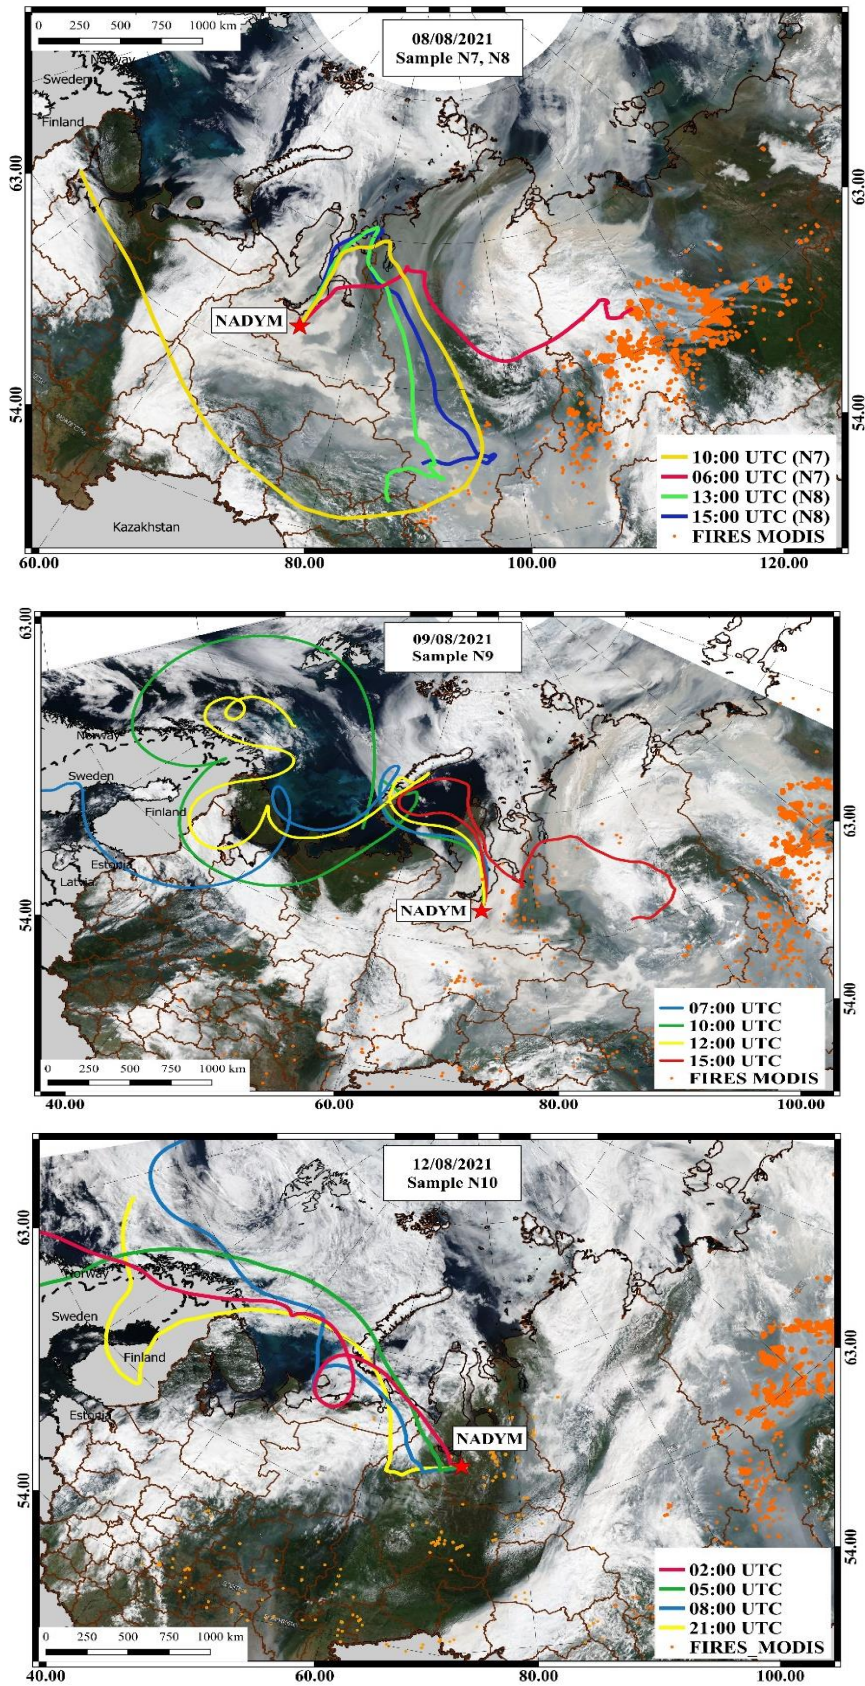 0 250 500 750 1000 km
08/08/2021
Sample N7, N8
Norway
Sweden
Finland
63.00
63.00
NADYM
54.00
54.00
Kazakhstan
10:00 UTC (N7)
06:00 UTC (N7)
13:00 UTC (N8)
15:00 UTC (N8)
FIRES MODIS
60.00 80.00 100.00 120.00
63.00
09/08/2021
Sample N9
Norway
Sweden
Finland
63.00
Estonia
Latvia
NADYM
54.00
54.00
07:00 UTC
10:00 UTC
12:00 UTC
15:00 UTC
FIRES MODIS
0 250 500 750 1000 km
40.00 60.00 80.00 100.00
12/08/2021
Sample N10
63.00
Norway
Sweden
63.00
Finland
Estonia
NADYM
54.00
54.00
02:00 UTC
05:00 UTC
08:00 UTC
21:00 UTC
FIRES_MODIS
0 250 500 750 1000 km
40.00 60.00 80.00 100.00